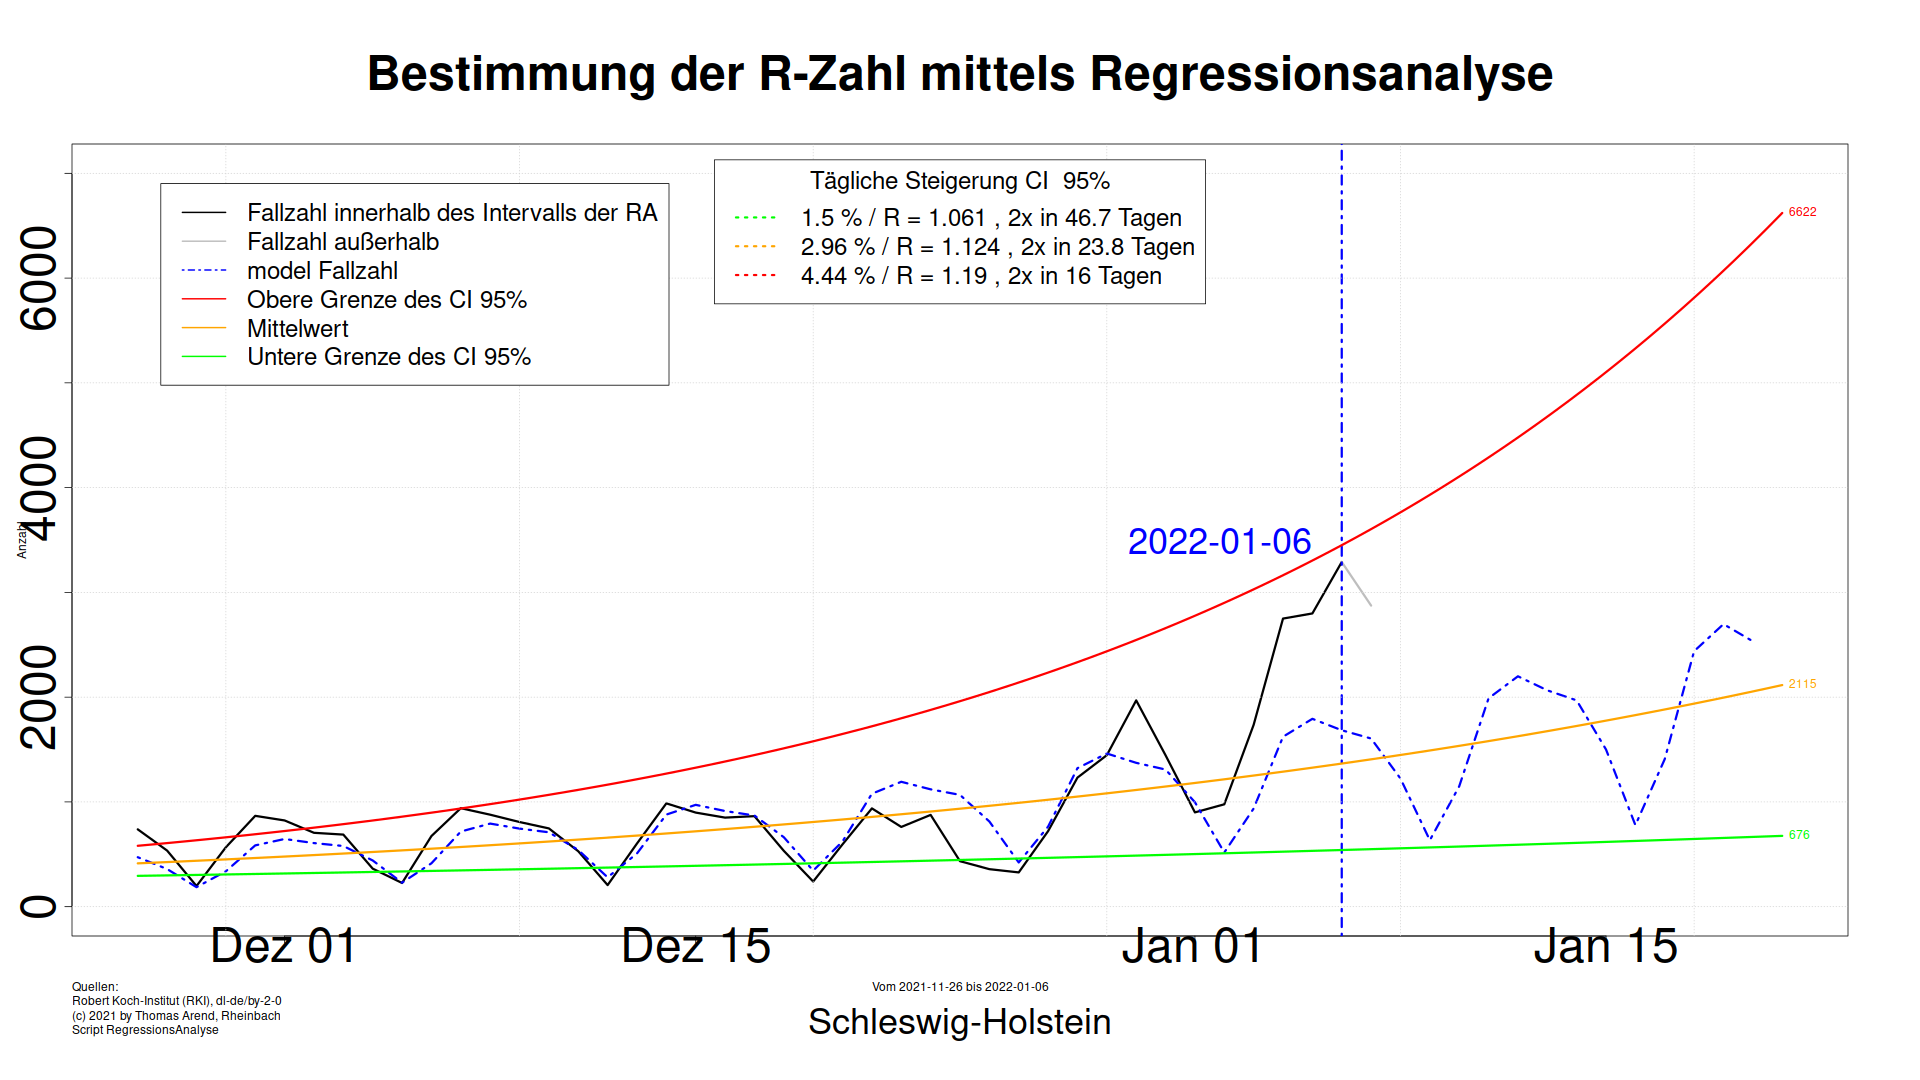 Bestimmung der R-Zahl mittels Regressionsanalyse
Fallzahl innerhalb des Intervalls der RA
Fallzahl außerhalb
model Fallzahl
Obere Grenze des CI 95%
Mittelwert
Untere Grenze des CI 95%
Tägliche Steigerung CI 95%
1.5 % / R = 1.061 , 2x in 46.7 Tagen
2.96 % / R = 1.124 , 2x in 23.8 Tagen
4.44 % / R = 1.19 , 2x in 16 Tagen
6622
2022-01-06
2115
676
Anzahl
6000
4000
2000
0
Dez 01
Dez 15
Jan 01
Jan 15
Quellen:
Robert Koch-Institut (RKI), dl-de/by-2-0
(c) 2021 by Thomas Arend, Rheinbach
Script RegressionsAnalyse
Vom 2021-11-26 bis 2022-01-06
Schleswig-Holstein